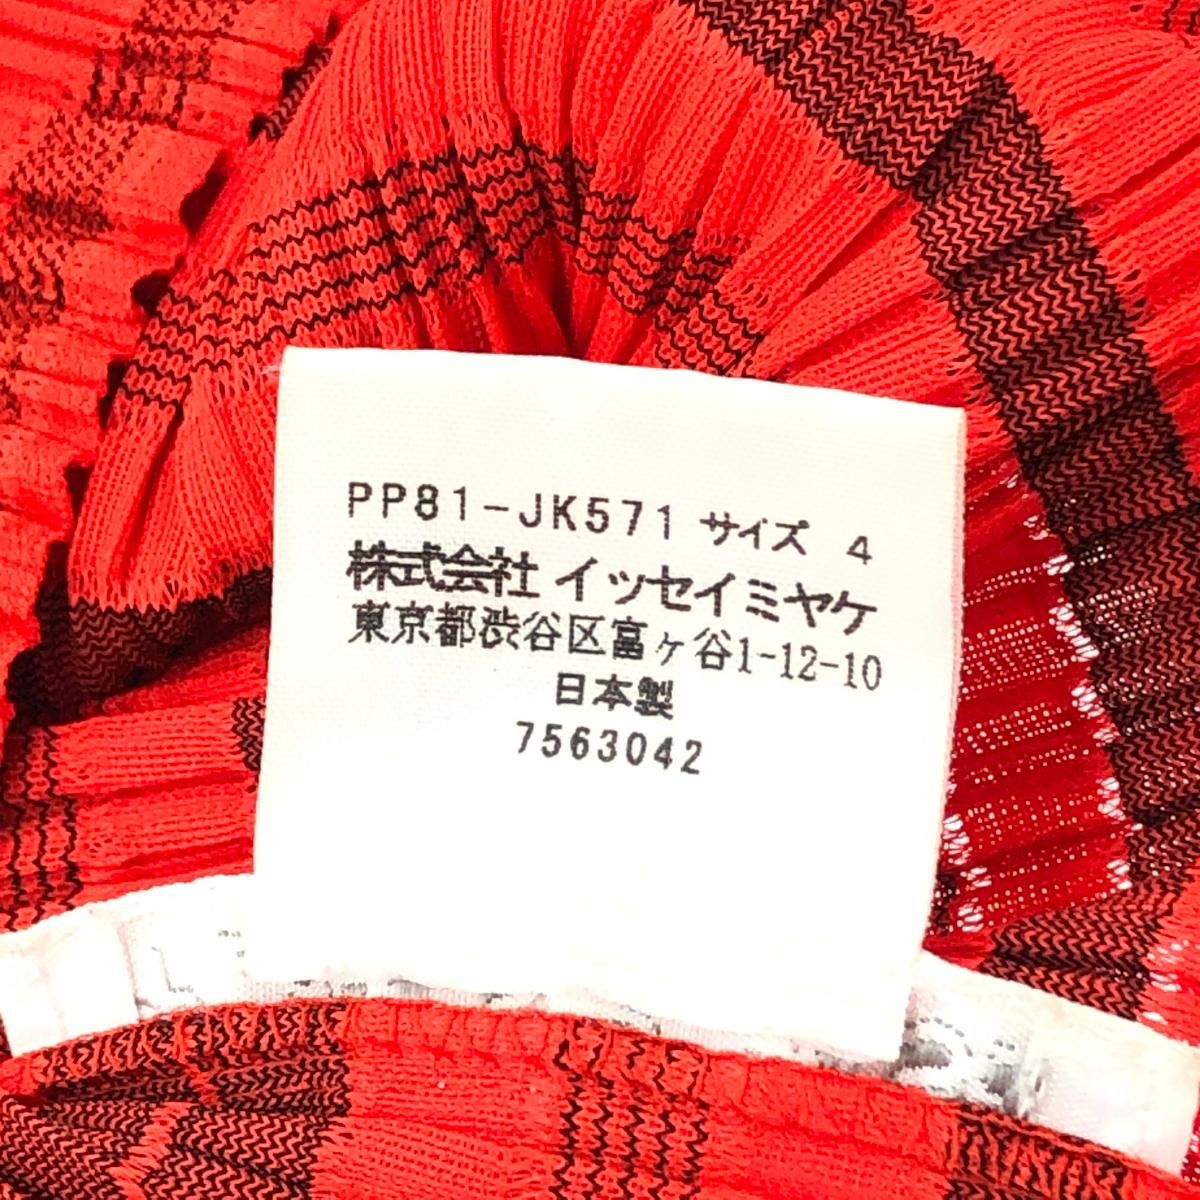 PP81-JK571 サイズ 4
株式会社 イッセイミヤケ
東京都渋谷区富ヶ谷1-12-10
日本製
7563042